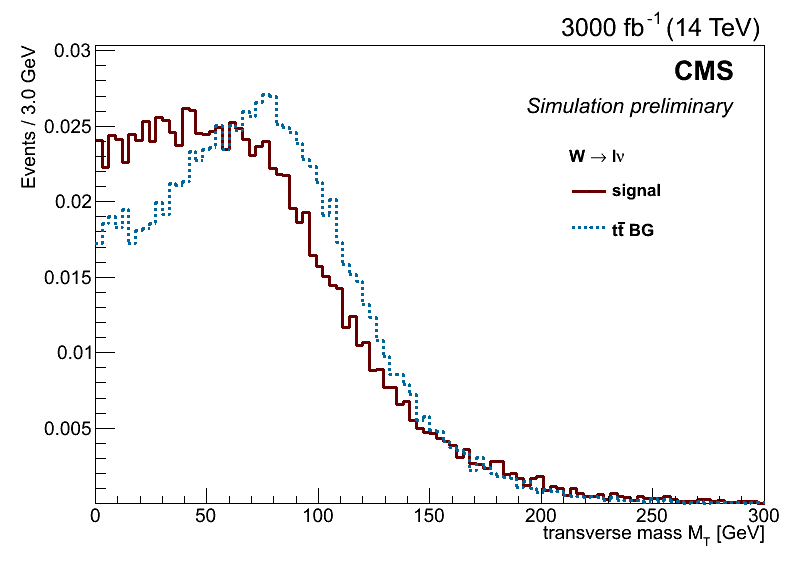 3000 fb-1 (14 TeV)
CMS
Simulation preliminary
W → lν
signal
tt̄ BG
Events / 3.0 GeV
0.03
0.025
0.02
0.015
0.01
0.005
0 50 100 150 200 250 300
transverse mass MT [GeV]